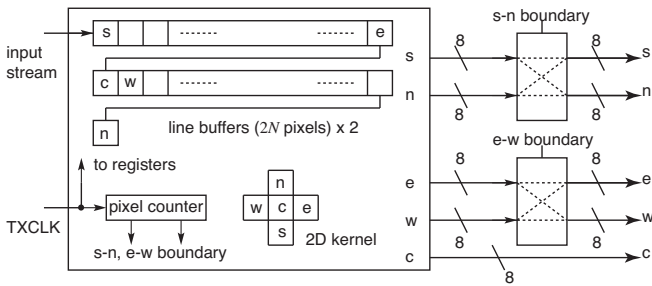 input
stream
s
e
c
w
n
line buffers (2N pixels) x 2
to registers
TXCLK
pixel counter
s-n, e-w boundary
n
w c e
s
2D kernel
s
n
e
w
c
s-n boundary
8
8
8
8
s
n
e-w boundary
8
8
8
8
e
w
8
c